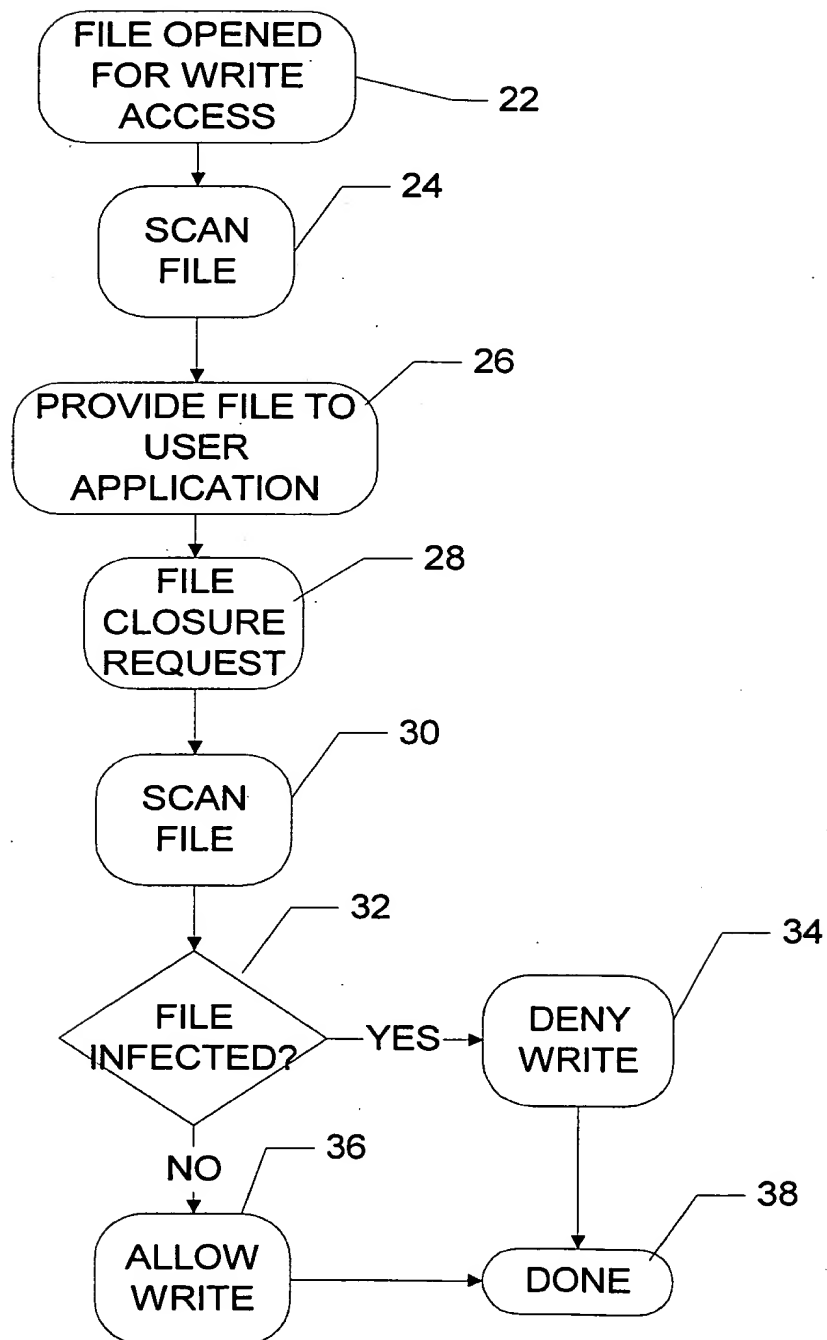 FILE OPENED
FOR WRITE
ACCESS
22
24
SCAN
FILE
26
PROVIDE FILE TO
USER
APPLICATION
28
FILE
CLOSURE
REQUEST
30
SCAN
FILE
32
34
FILE
INFECTED?
YES
DENY
WRITE
NO
36
38
ALLOW
WRITE
DONE